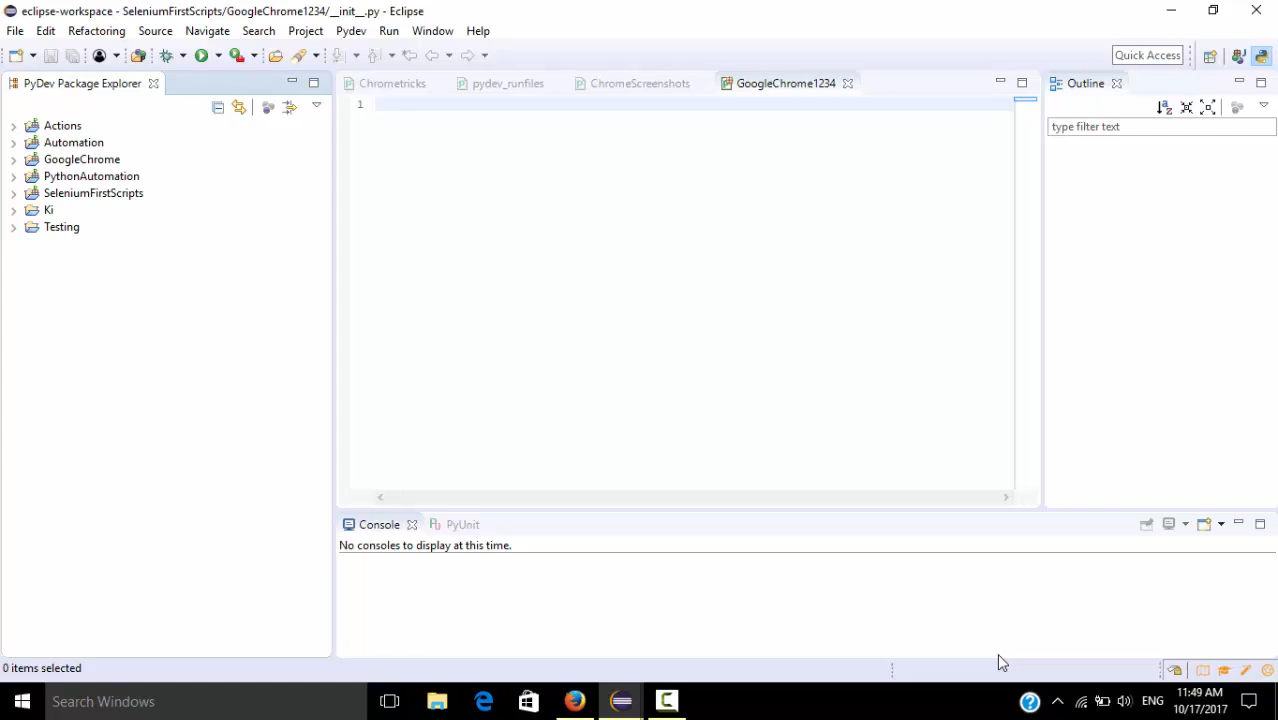 eclipse-workspace - SeleniumFirstScripts/GoogleChrome1234/__init__.py - Eclipse
File Edit Refactoring Source Navigate Search Project Pydev Run Window Help
Quick Access
PyDev Package Explorer
Chrometricks
pydev_runfiles
ChromeScreenshots
GoogleChrome1234
Outline
1
type filter text
Actions
Automation
GoogleChrome
PythonAutomation
SeleniumFirstScripts
Ki
Testing
Console
PyUnit
No consoles to display at this time.
0 items selected
Search Windows
ENG
11:49 AM
10/17/2017